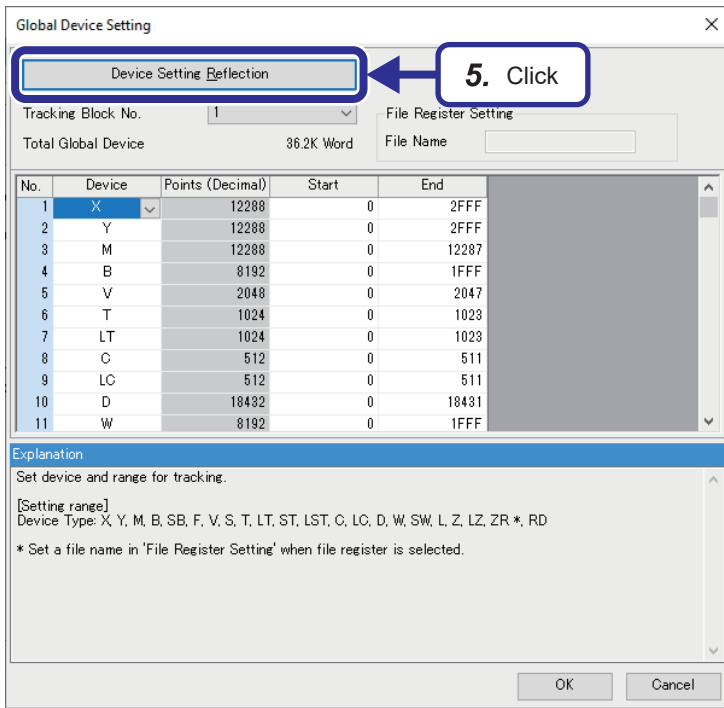 Global Device Setting
Device Setting Reflection
5. Click
Tracking Block No. 1
File Register Setting
Total Global Device 36.2K Word
File Name
No. Device Points (Decimal) Start End
1 X 12288 0 2FFF
2 Y 12288 0 2FFF
3 M 12288 0 12287
4 B 8192 0 1FFF
5 V 2048 0 2047
6 T 1024 0 1023
7 LT 1024 0 1023
8 C 512 0 511
9 LC 512 0 511
10 D 18432 0 18431
11 W 8192 0 1FFF
Explanation
Set device and range for tracking.
[Setting range]
Device Type: X, Y, M, B, SB, F, V, S, T, LT, ST, LST, C, LC, D, W, SW, L, Z, LZ, ZR *, RD
* Set a file name in 'File Register Setting' when file register is selected.
OK Cancel